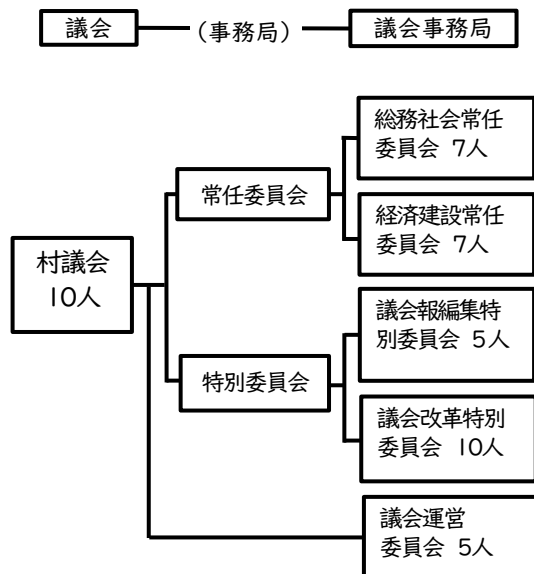 議会 (事務局) 議会事務局
総務社会常任
委員会 7人
常任委員会
経済建設常任
委員会 7人
村議会
10人
議会報編集特
別委員会 5人
特別委員会
議会改革特別
委員会 10人
議会運営
委員会 5人